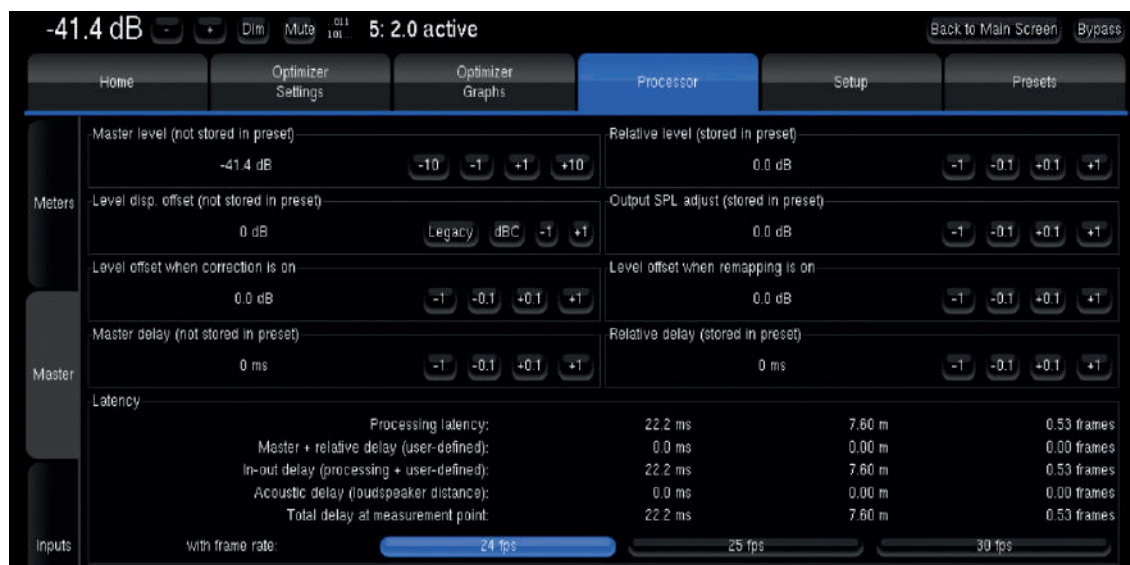 -41.4 dB - + Dim Mute ..011 101.. 5: 2.0 active Back to Main Screen Bypass
Home Optimizer Settings Optimizer Graphs Processor Setup Presets
Meters
Master
Inputs
Master level (not stored in preset)
-41.4 dB -10 -1 +1 +10
Relative level (stored in preset)
0.0 dB -1 -0.1 +0.1 +1
Level disp. offset (not stored in preset)
0 dB Legacy dBC -1 +1
Output SPL adjust (stored in preset)
0.0 dB -1 -0.1 +0.1 +1
Level offset when correction is on
0.0 dB -1 -0.1 +0.1 +1
Level offset when remapping is on
0.0 dB -1 -0.1 +0.1 +1
Master delay (not stored in preset)
0 ms -1 -0.1 +0.1 +1
Relative delay (stored in preset)
0 ms -1 -0.1 +0.1 +1
Latency
Processing latency: 22.2 ms 7.60 m 0.53 frames
Master + relative delay (user-defined): 0.0 ms 0.00 m 0.00 frames
In-out delay (processing + user-defined): 22.2 ms 7.60 m 0.53 frames
Acoustic delay (loudspeaker distance): 0.0 ms 0.00 m 0.00 frames
Total delay at measurement point: 22.2 ms 7.60 m 0.53 frames
with frame rate: 24 fps 25 fps 30 fps